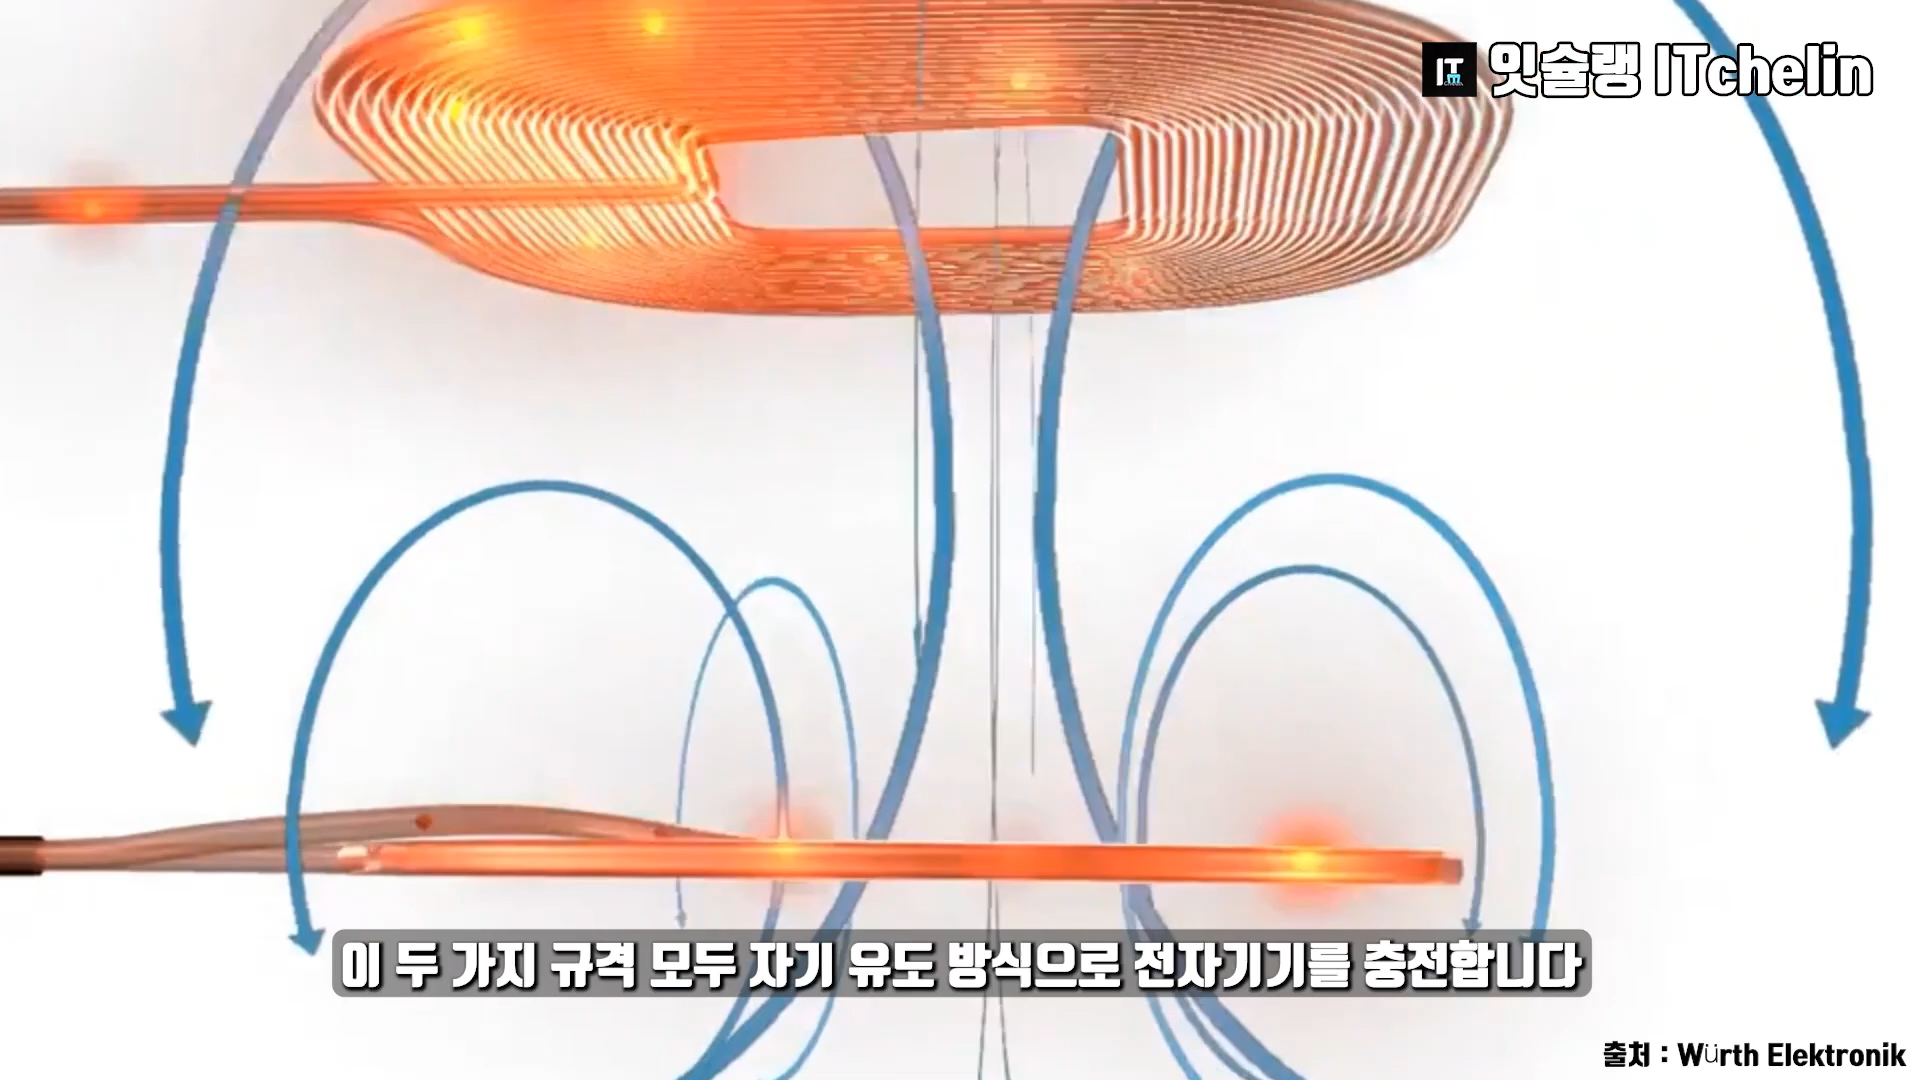 IT
잇슐랭 ITchelin
이 두 가지 규격 모두 자기 유도 방식으로 전자기기를 충전합니다
출처 : Würth Elektronik